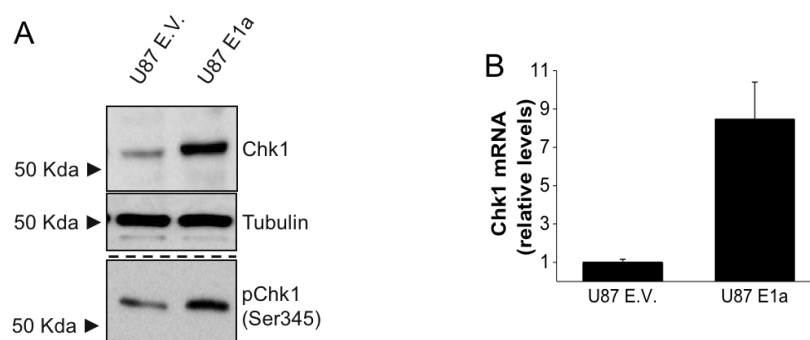 A
U87 E.V.
U87 E1a
50 Kda
Chk1
50 Kda
Tubulin
50 Kda
pChk1
(Ser345)
B
Chk1 mRNA
(relative levels)
11
9
7
5
3
1
U87 E.V.
U87 E1a